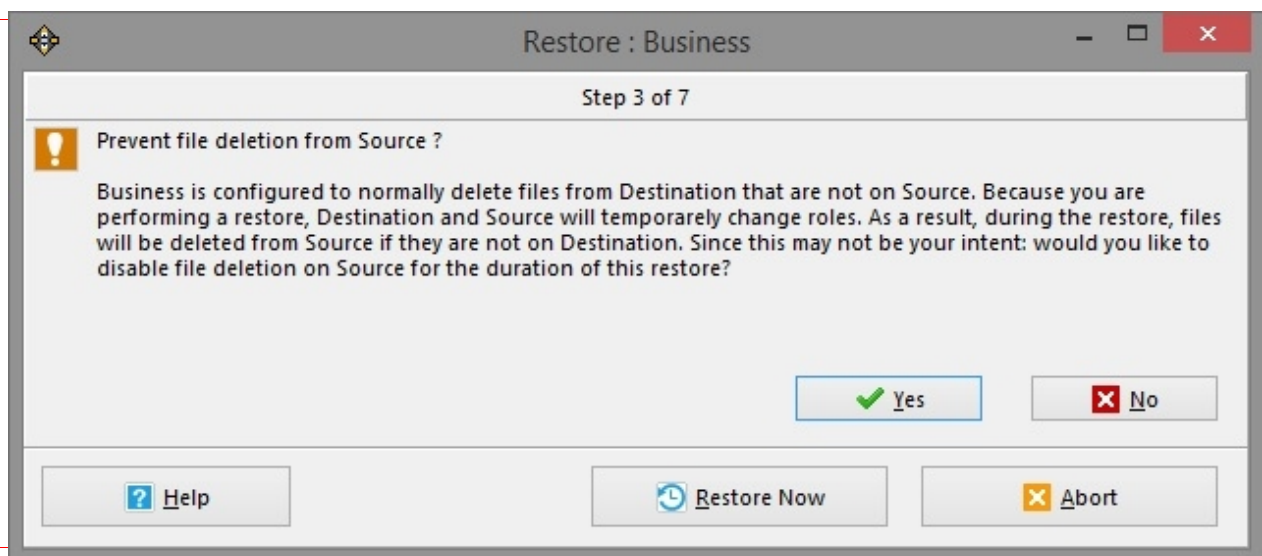 Restore : Business
Step 3 of 7
Prevent file deletion from Source ?
Business is configured to normally delete files from Destination that are not on Source. Because you are
performing a restore, Destination and Source will temporarely change roles. As a result, during the restore, files
will be deleted from Source if they are not on Destination. Since this may not be your intent: would you like to
disable file deletion on Source for the duration of this restore?
Yes
No
Help
Restore Now
Abort